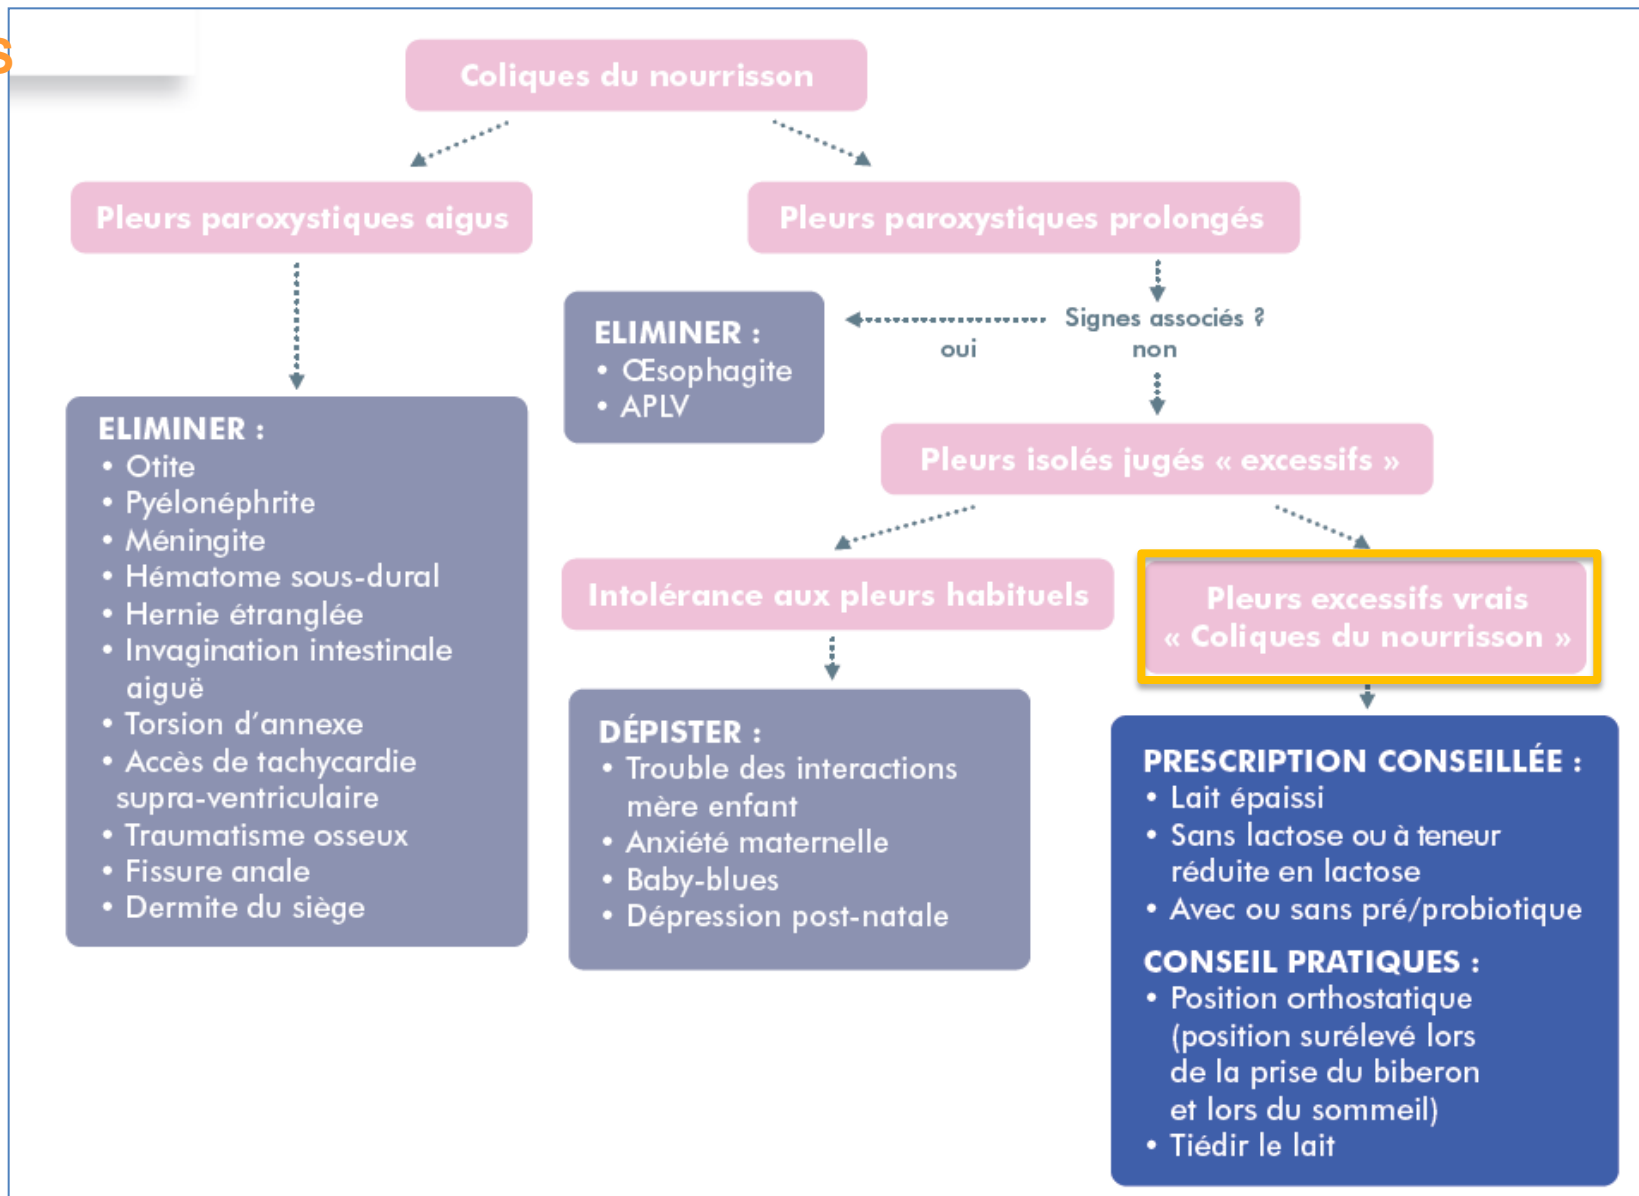 s
Coliques du nourrisson
Pleurs paroxystiques aigus
Pleurs paroxystiques prolongés
Signes associés ?
oui
non
ELIMINER :
• Œsophagite
• APLV
ELIMINER :
• Otite
• Pyélonéphrite
• Méningite
• Hématome sous-dural
• Hernie étranglée
• Invagination intestinale
aiguë
• Torsion d'annexe
• Accès de tachycardie
supra-ventriculaire
• Traumatisme osseux
• Fissure anale
• Dermite du siège
Pleurs isolés jugés « excessifs »
Intolérance aux pleurs habituels
Pleurs excessifs vrais
« Coliques du nourrisson »
DÉPISTER :
• Trouble des interactions
mère enfant
• Anxiété maternelle
• Baby-blues
• Dépression post-natale
PRESCRIPTION CONSEILLÉE :
• Lait épaissi
• Sans lactose ou à teneur
réduite en lactose
• Avec ou sans pré/probiotique
CONSEIL PRATIQUES :
• Position orthostatique
(position surélevé lors
de la prise du biberon
et lors du sommeil)
• Tiédir le lait